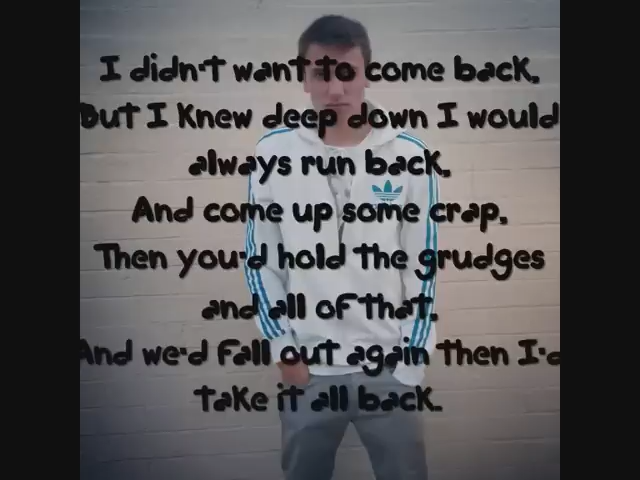 I didn't want to come back.
But I Knew deep down I would
always run back.
And come up some crap.
Then you'd hold the grudges
and all of that.
And we'd fall out again then I'd
take it all back.